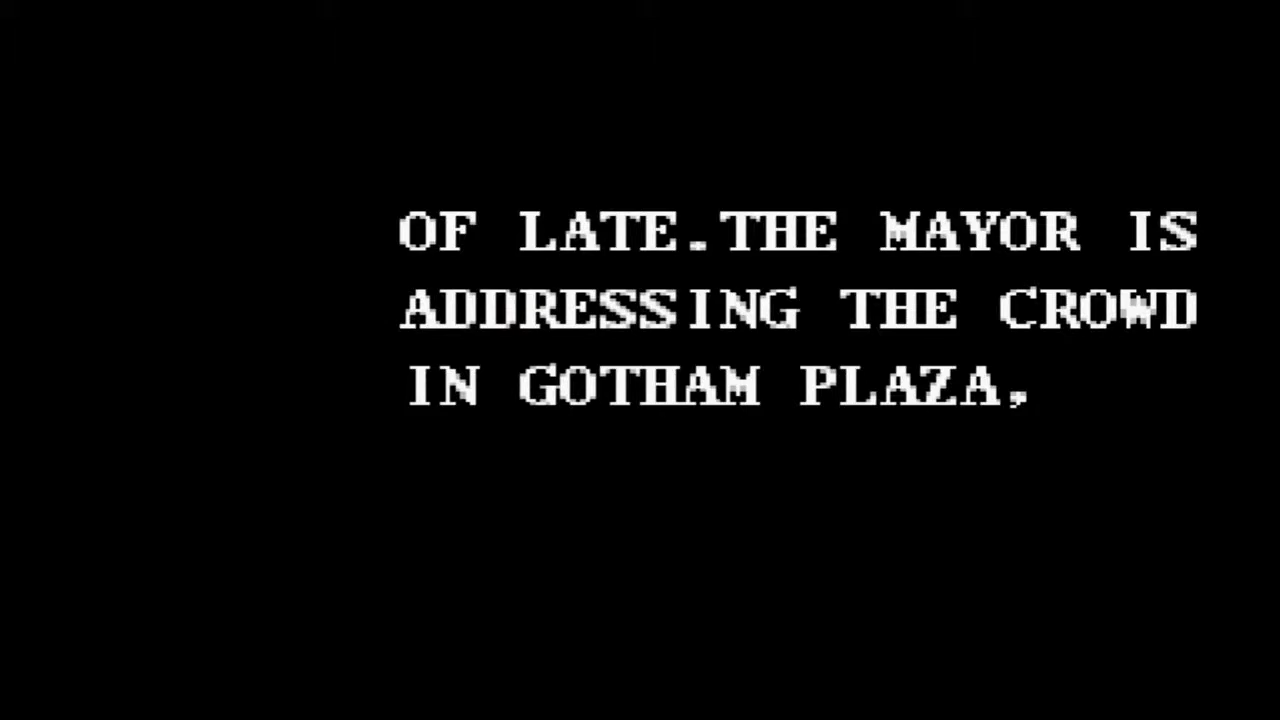 OF LATE.THE MAYOR IS
ADDRESSING THE CROWD
IN GOTHAM PLAZA,